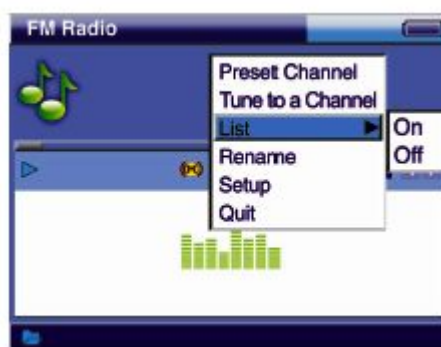 FM Radio
Preset Channel
Tune to a Channel
List
On
Off
Rename
Setup
Quit